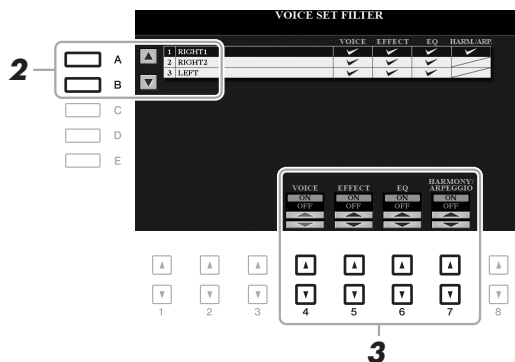 VOICE SET FILTER
VOICE EFFECT EQ HARM./ARP.
1 RIGHT1
2 RIGHT2
3 LEFT
2
A
B
C
D
E
VOICE EFFECT EQ HARMONY/
ARPEGGIO
ON ON ON ON
OFF OFF OFF OFF
1 2 3 4 5 6 7 8
3